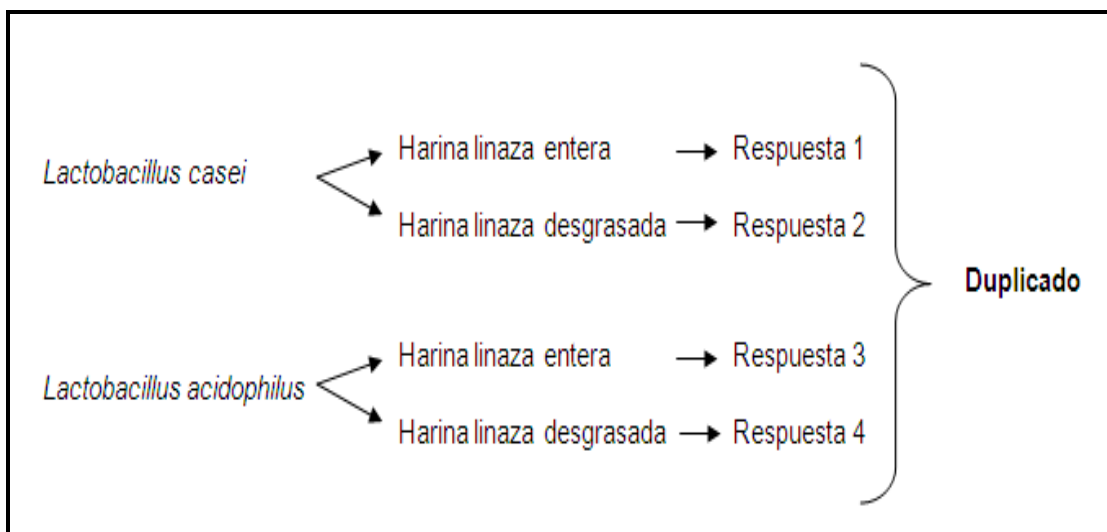 Harina linaza entera Respuesta 1
Lactobacillus casei
Harina linaza desgrasada Respuesta 2
Duplicado
Harina linaza entera Respuesta 3
Lactobacillus acidophilus
Harina linaza desgrasada Respuesta 4